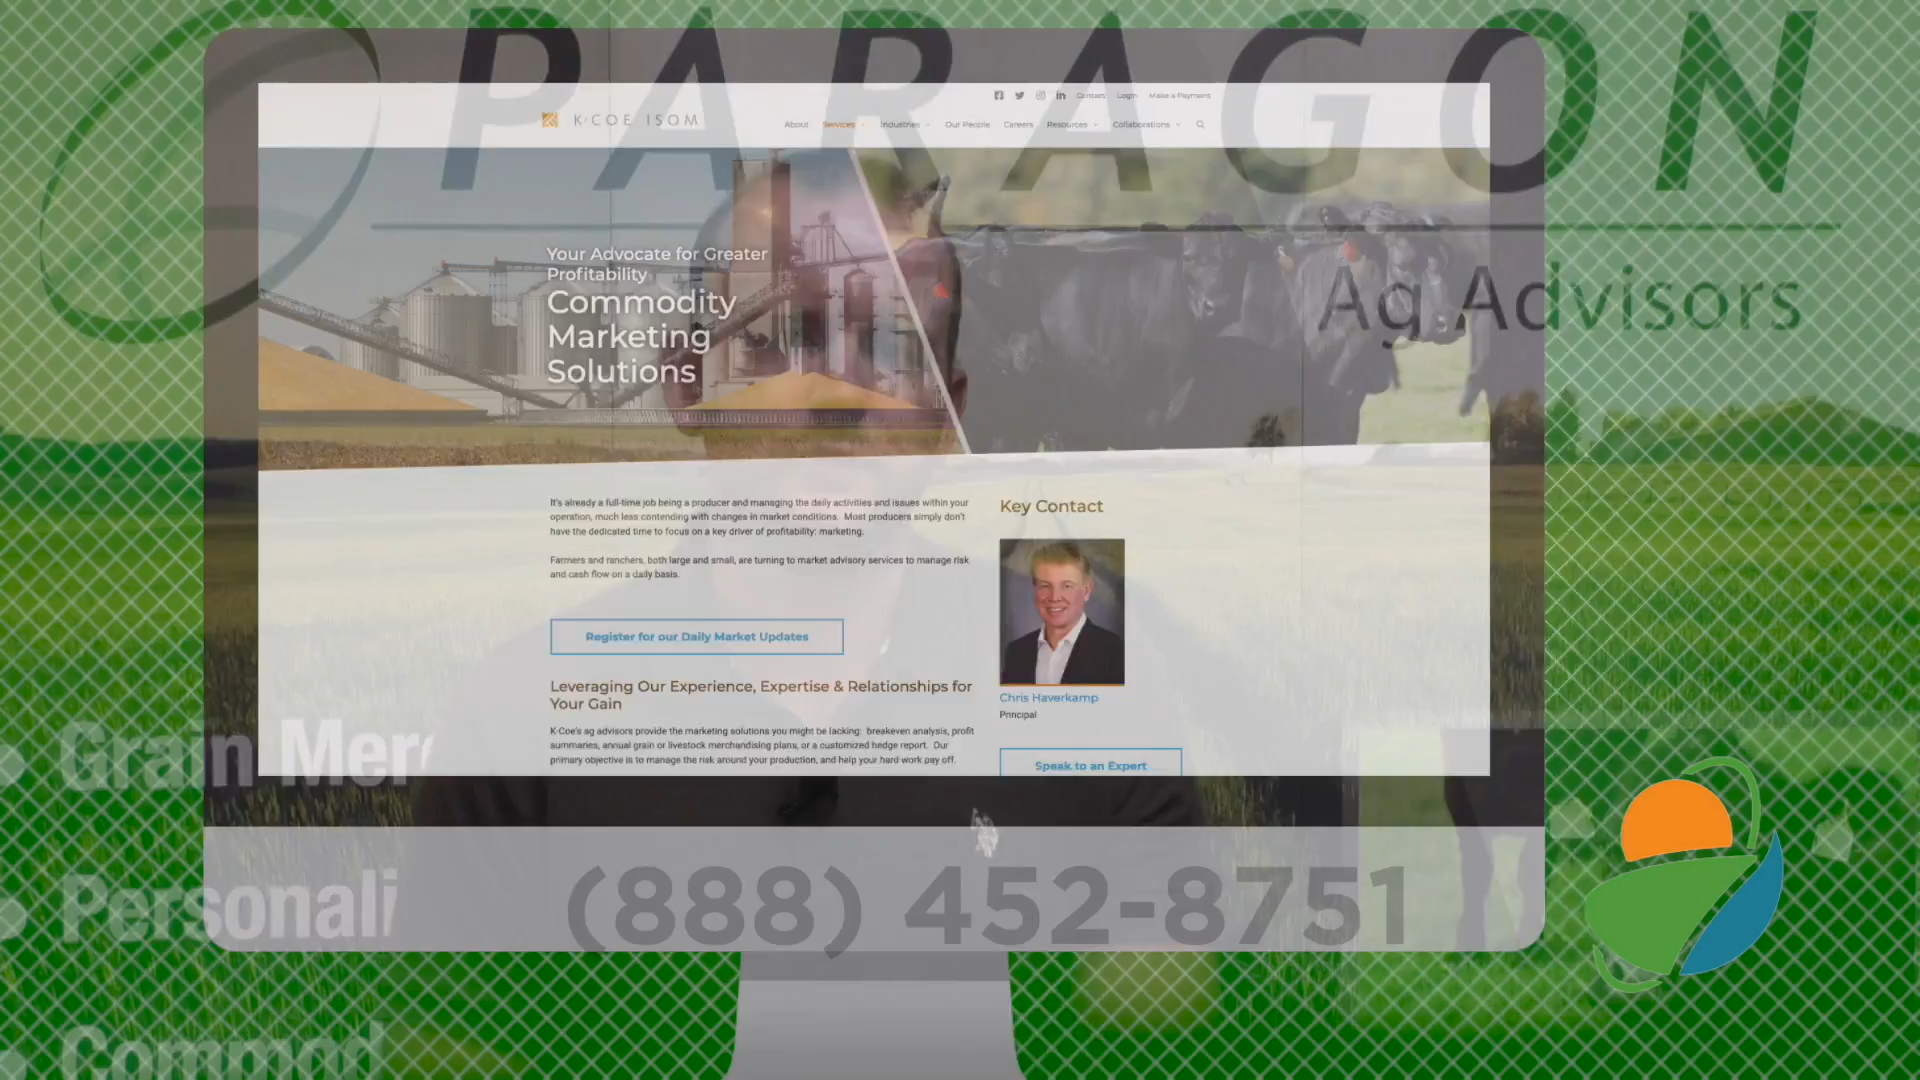 PARAGON
Ag Advisors
K·COE ISOM
Contact Login Make a Payment
About Services Industries Our People Careers Resources Collaborations
Your Advocate for Greater
Profitability
Commodity
Marketing
Solutions
It's already a full-time job being a producer and managing the daily activities and issues within your
operation, much less contending with changes in market conditions. Most producers simply don't
have the dedicated time to focus on a key driver of profitability: marketing.
Farmers and ranchers, both large and small, are turning to market advisory services to manage risk
and cash flow on a daily basis.
Register for our Daily Market Updates
Leveraging Our Experience, Expertise & Relationships for
Your Gain
K·Coe's ag advisors provide the marketing solutions you might be lacking: breakeven analysis, profit
summaries, annual grain or livestock merchandising plans, or a customized hedge report. Our
primary objective is to manage the risk around your production, and help your hard work pay off.
Key Contact
Chris Haverkamp
Principal
Speak to an Expert
Grain Mer
Personali
Commod
(888) 452-8751